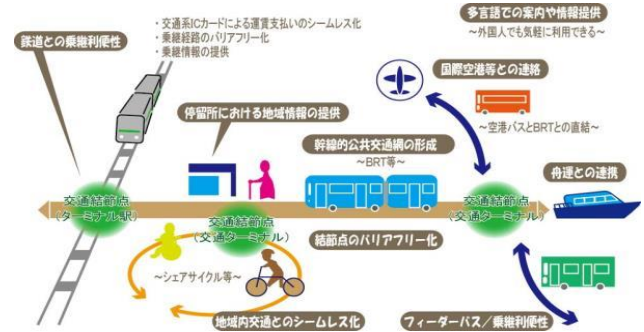 鉄道との乗継利便性
・交通系ICカードによる運賃支払いのシームレス化
・乗継経路のバリアフリー化
・乗継情報の提供
多言語での案内や情報提供
～外国人でも気軽に利用できる～
国際空港等との連絡
～空港バスとBRTとの直結～
停留所における地域情報の提供
幹線的公共交通網の形成
～BRT等～
舟運との連携
交通結節点
(ターミナル駅)
交通結節点
(交通ターミナル)
交通結節点
(交通ターミナル)
結節点のバリアフリー化
～シェアサイクル等～
地域内交通とのシームレス化
フィーダーバス／乗継利便性